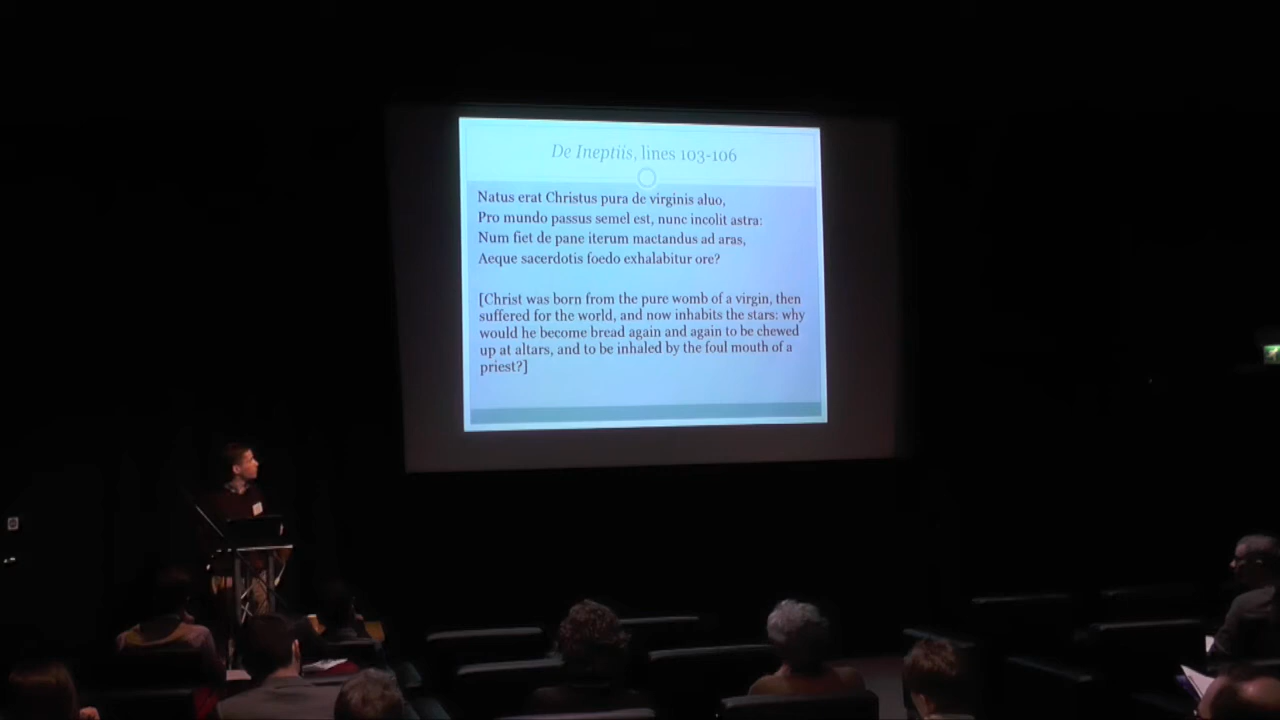 De Ineptiis, lines 103-106
Natus erat Christus pura de virginis aluo,
Pro mundo passus semel est, nunc incolit astra:
Num fiet de pane iterum mactandus ad aras,
Aeque sacerdotis foedo exhalabitur ore?
[Christ was born from the pure womb of a virgin, then
suffered for the world, and now inhabits the stars: why
would he become bread again and again to be chewed
up at altars, and to be inhaled by the foul mouth of a
priest?]